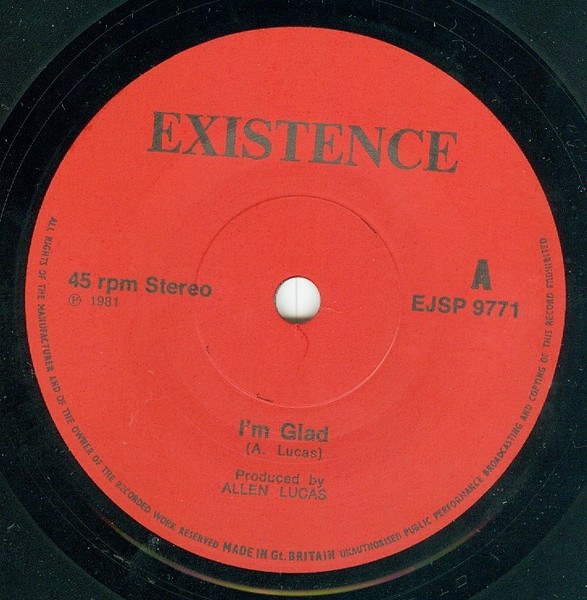 EXISTENCE
45 rpm Stereo
℗ 1981
A
EJSP 9771
I'm Glad
(A. Lucas)
Produced by
ALLEN LUCAS
ALL RIGHTS OF THE MANUFACTURER AND OF THE OWNER OF THE RECORDED WORK RESERVED MADE IN Gt. BRITAIN UNAUTHORISED PUBLIC PERFORMANCE BROADCASTING AND COPYING OF THIS RECORD PROHIBITED